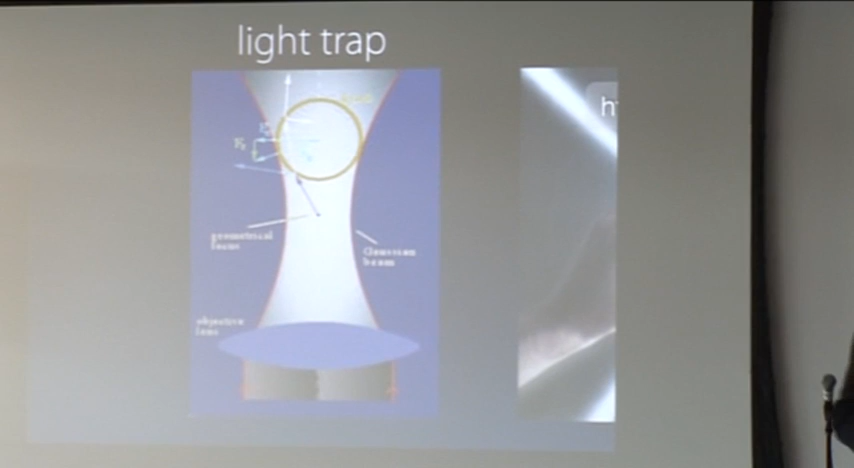 light trap
geometrical
focus
Gaussian
beam
objective
lens